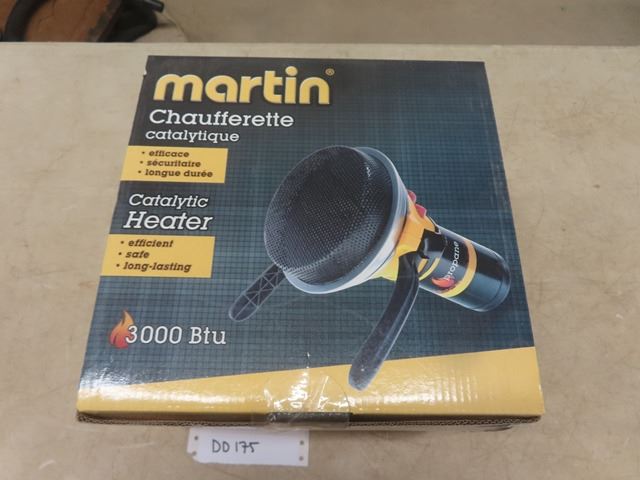 martin®
Chaufferette
catalytique
• efficace
• sécuritaire
• longue durée
Catalytic
Heater
• efficient
• safe
• long-lasting
3000 Btu
propane
DD175